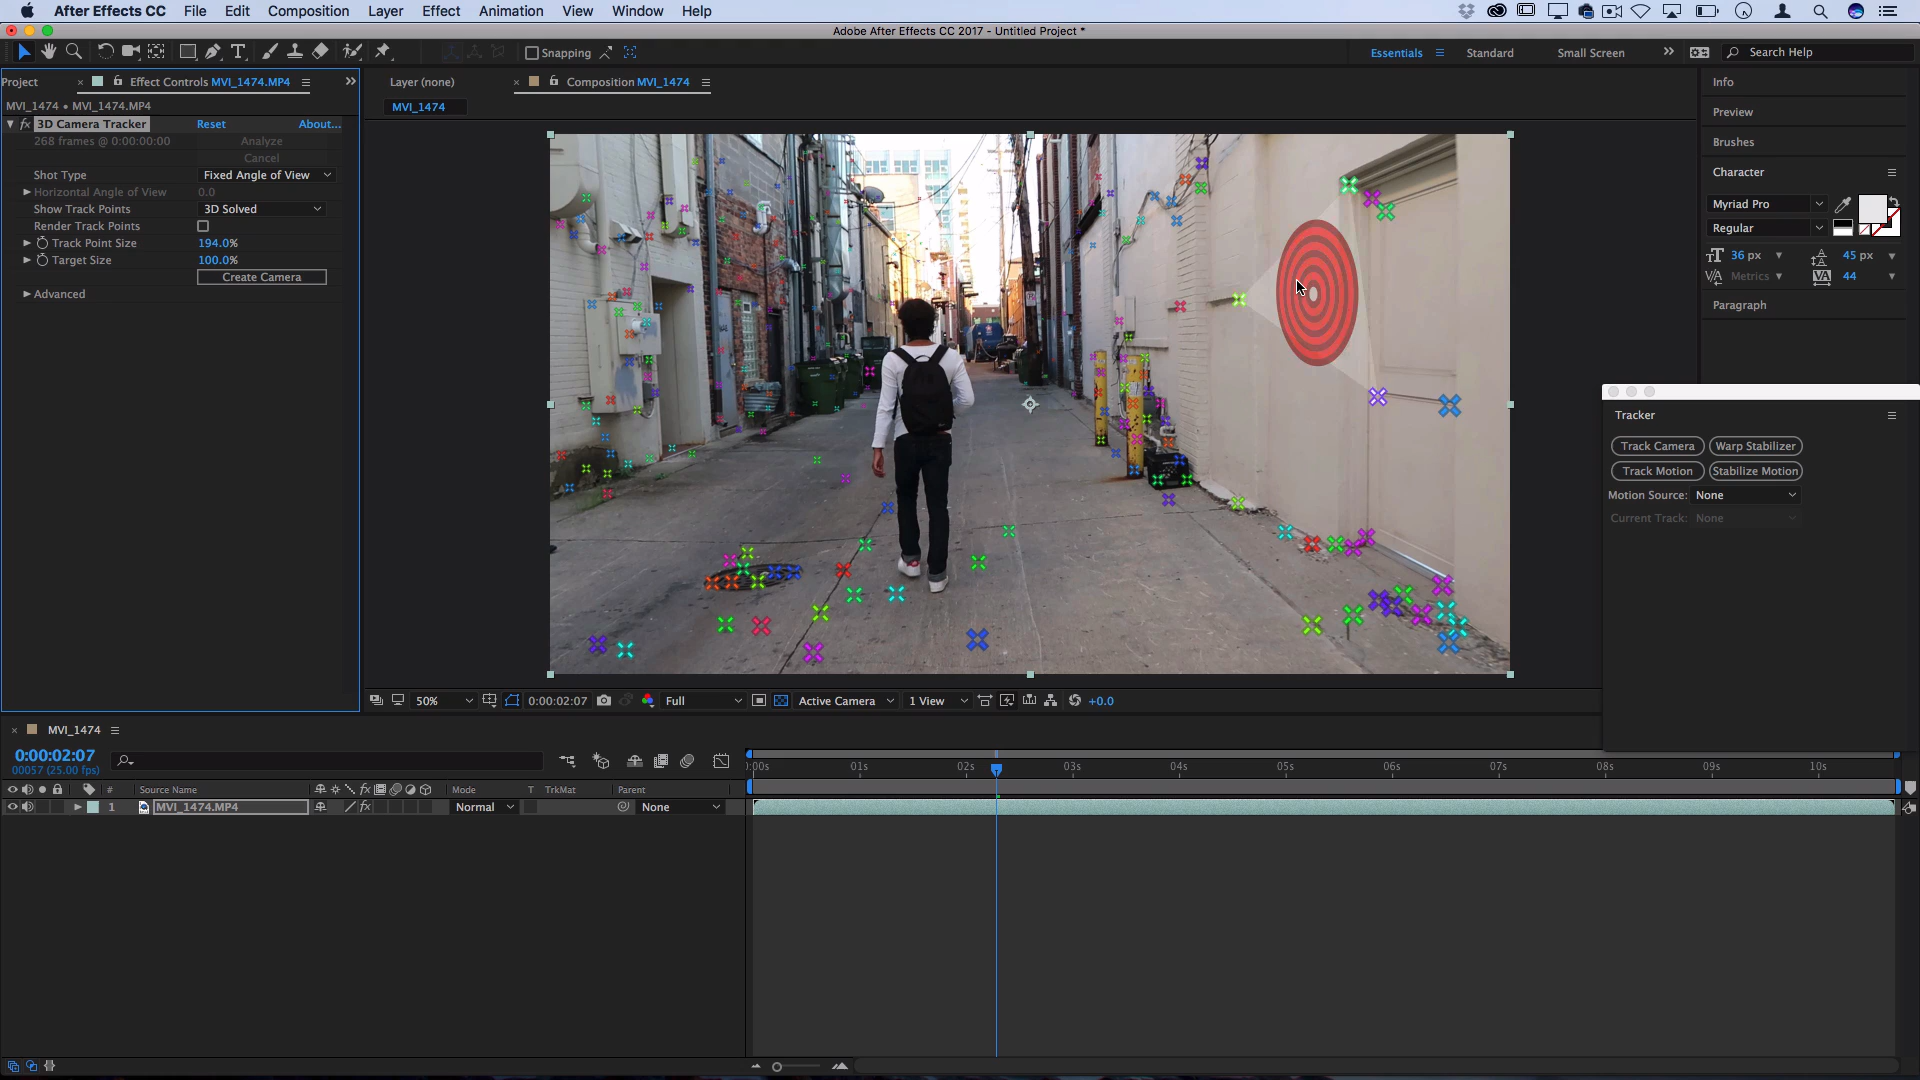 After Effects CC File Edit Composition Layer Effect Animation View Window Help
Adobe After Effects CC 2017 - Untitled Project *
Snapping Essentials Standard Small Screen Search Help
Project Effect Controls MVI_1474.MP4 Layer (none) Composition MVI_1474 Info
MVI_1474 • MVI_1474.MP4 MVI_1474
fx 3D Camera Tracker Reset About...
268 frames @ 0:00:00:00 Analyze
Cancel
Shot Type Fixed Angle of View
Horizontal Angle of View 0.0
Show Track Points 3D Solved
Render Track Points
Track Point Size 194.0%
Target Size 100.0%
Create Camera
Advanced
Preview
Brushes
Character
Myriad Pro
Regular
36 px 45 px
Metrics 44
Paragraph
Tracker
Track Camera Warp Stabilizer
Track Motion Stabilize Motion
Motion Source: None
Current Track: None
50% 0:00:02:07 Full Active Camera 1 View +0.0
MVI_1474
0:00:02:07
00057 (25.00 fps)
:00s 01s 02s 03s 04s 05s 06s 07s 08s 09s 10s
# Source Name fx Mode T TrkMat Parent
1 MVI_1474.MP4 fx Normal None